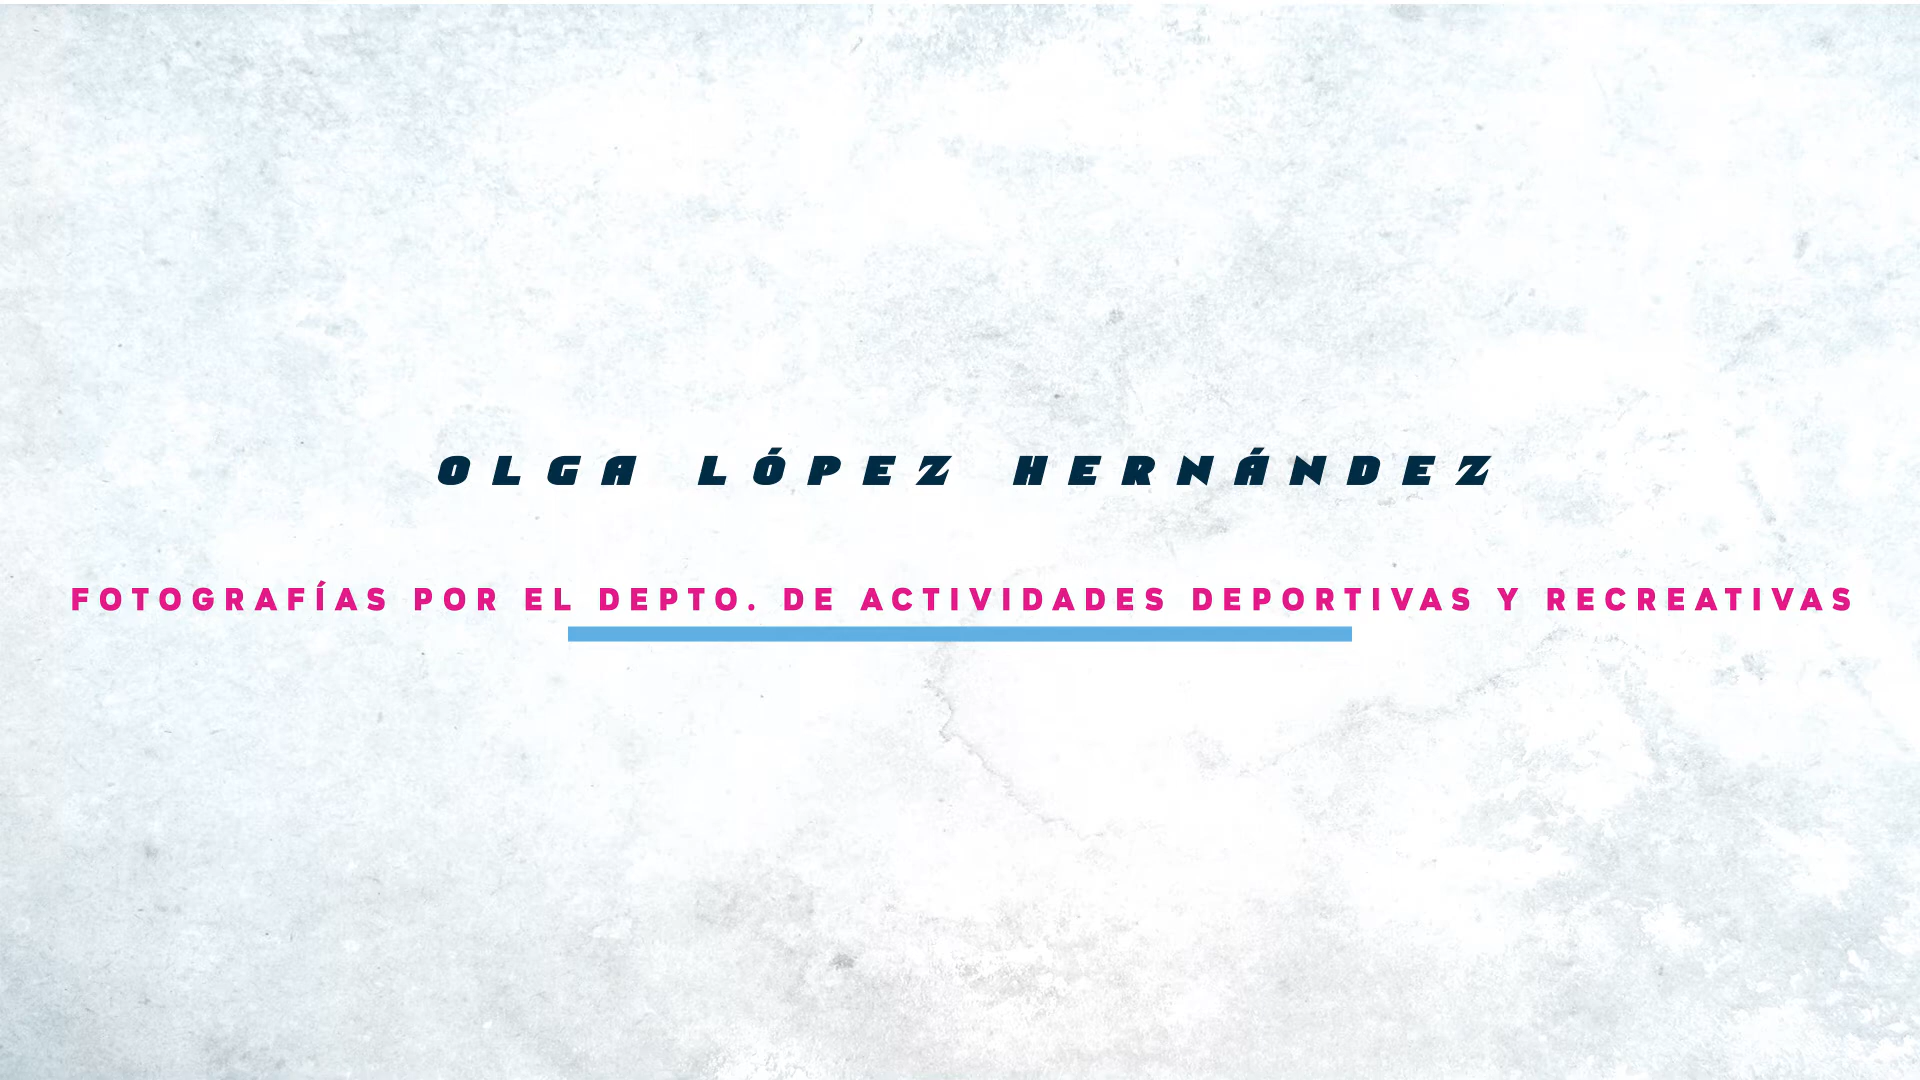 OLGA LÓPEZ HERNÁNDEZ
FOTOGRAFÍAS POR EL DEPTO. DE ACTIVIDADES DEPORTIVAS Y RECREATIVAS